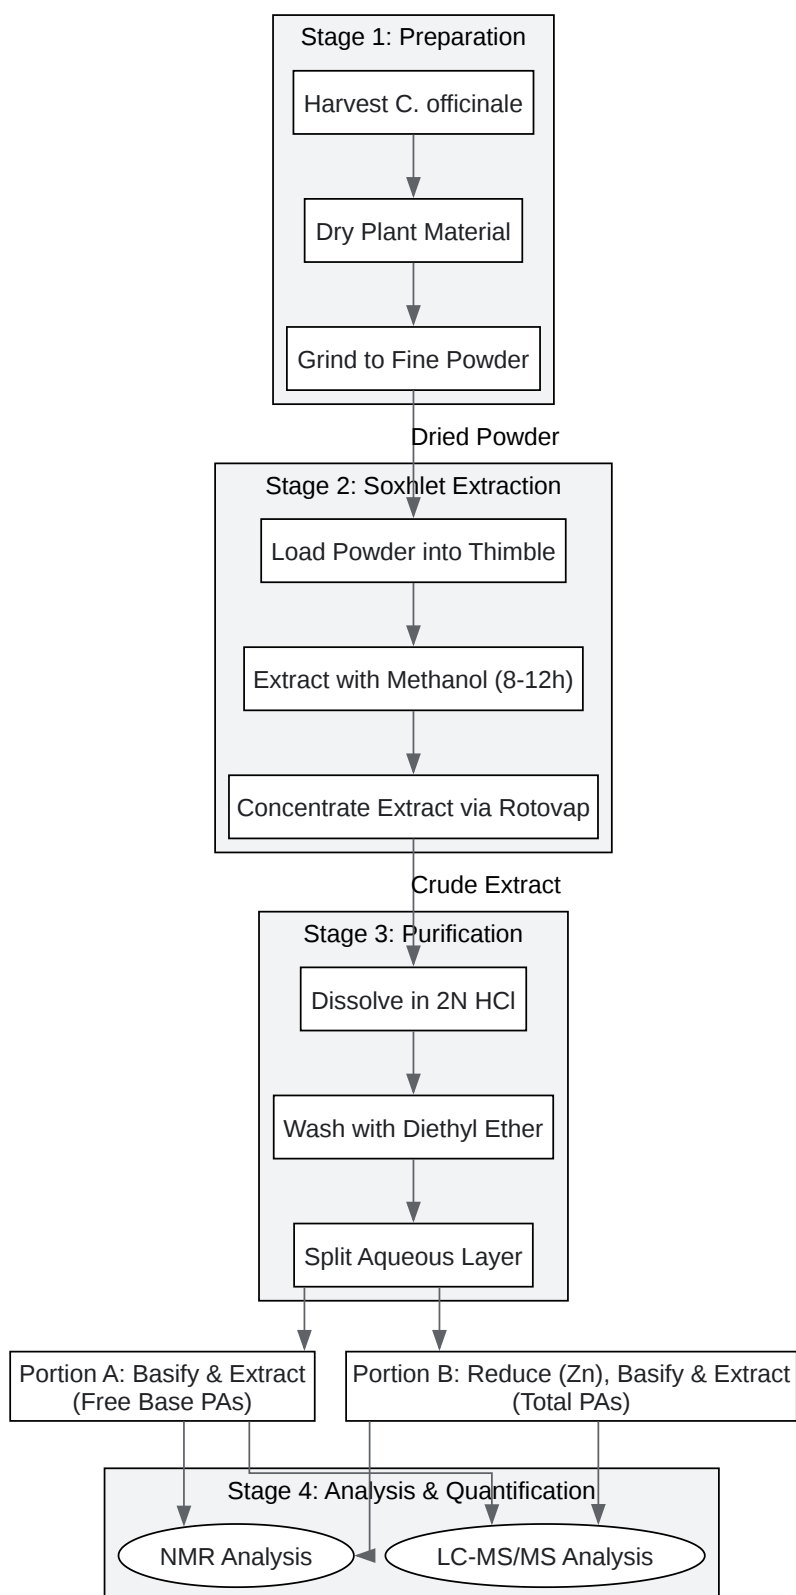 Stage 1: Preparation
Harvest C. officinale
Dry Plant Material
Grind to Fine Powder
Dried Powder
Stage 2: Soxhlet Extraction
Load Powder into Thimble
Extract with Methanol (8-12h)
Concentrate Extract via Rotovap
Crude Extract
Stage 3: Purification
Dissolve in 2N HCl
Wash with Diethyl Ether
Split Aqueous Layer
Portion A: Basify & Extract
(Free Base PAs)
Portion B: Reduce (Zn), Basify & Extract
(Total PAs)
Stage 4: Analysis & Quantification
NMR Analysis
LC-MS/MS Analysis